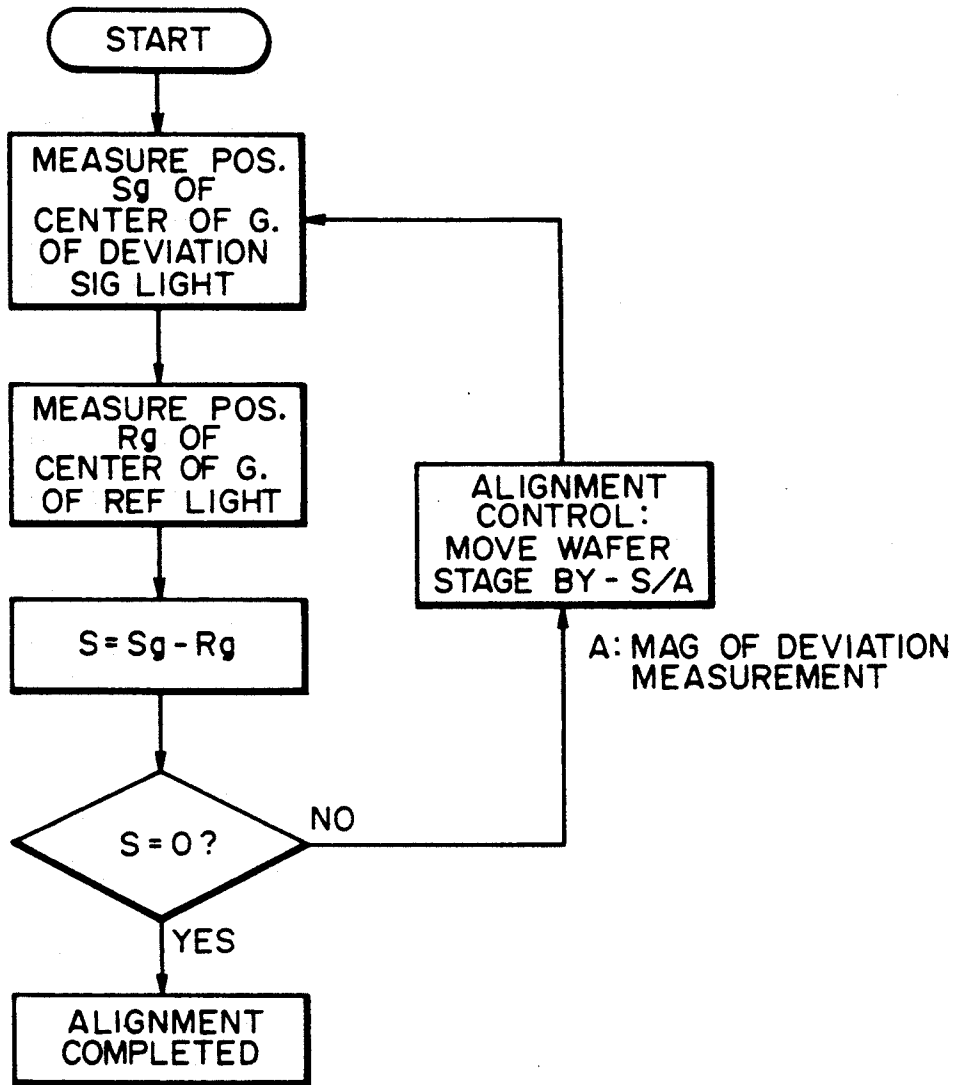 START
MEASURE POS.
Sg OF
CENTER OF G.
OF DEVIATION
SIG LIGHT
MEASURE POS.
Rg OF
CENTER OF G.
OF REF LIGHT
S=Sg-Rg
S=0?
NO
YES
ALIGNMENT
COMPLETED
ALIGNMENT
CONTROL:
MOVE WAFER
STAGE BY-S/A
A: MAG OF DEVIATION
MEASUREMENT